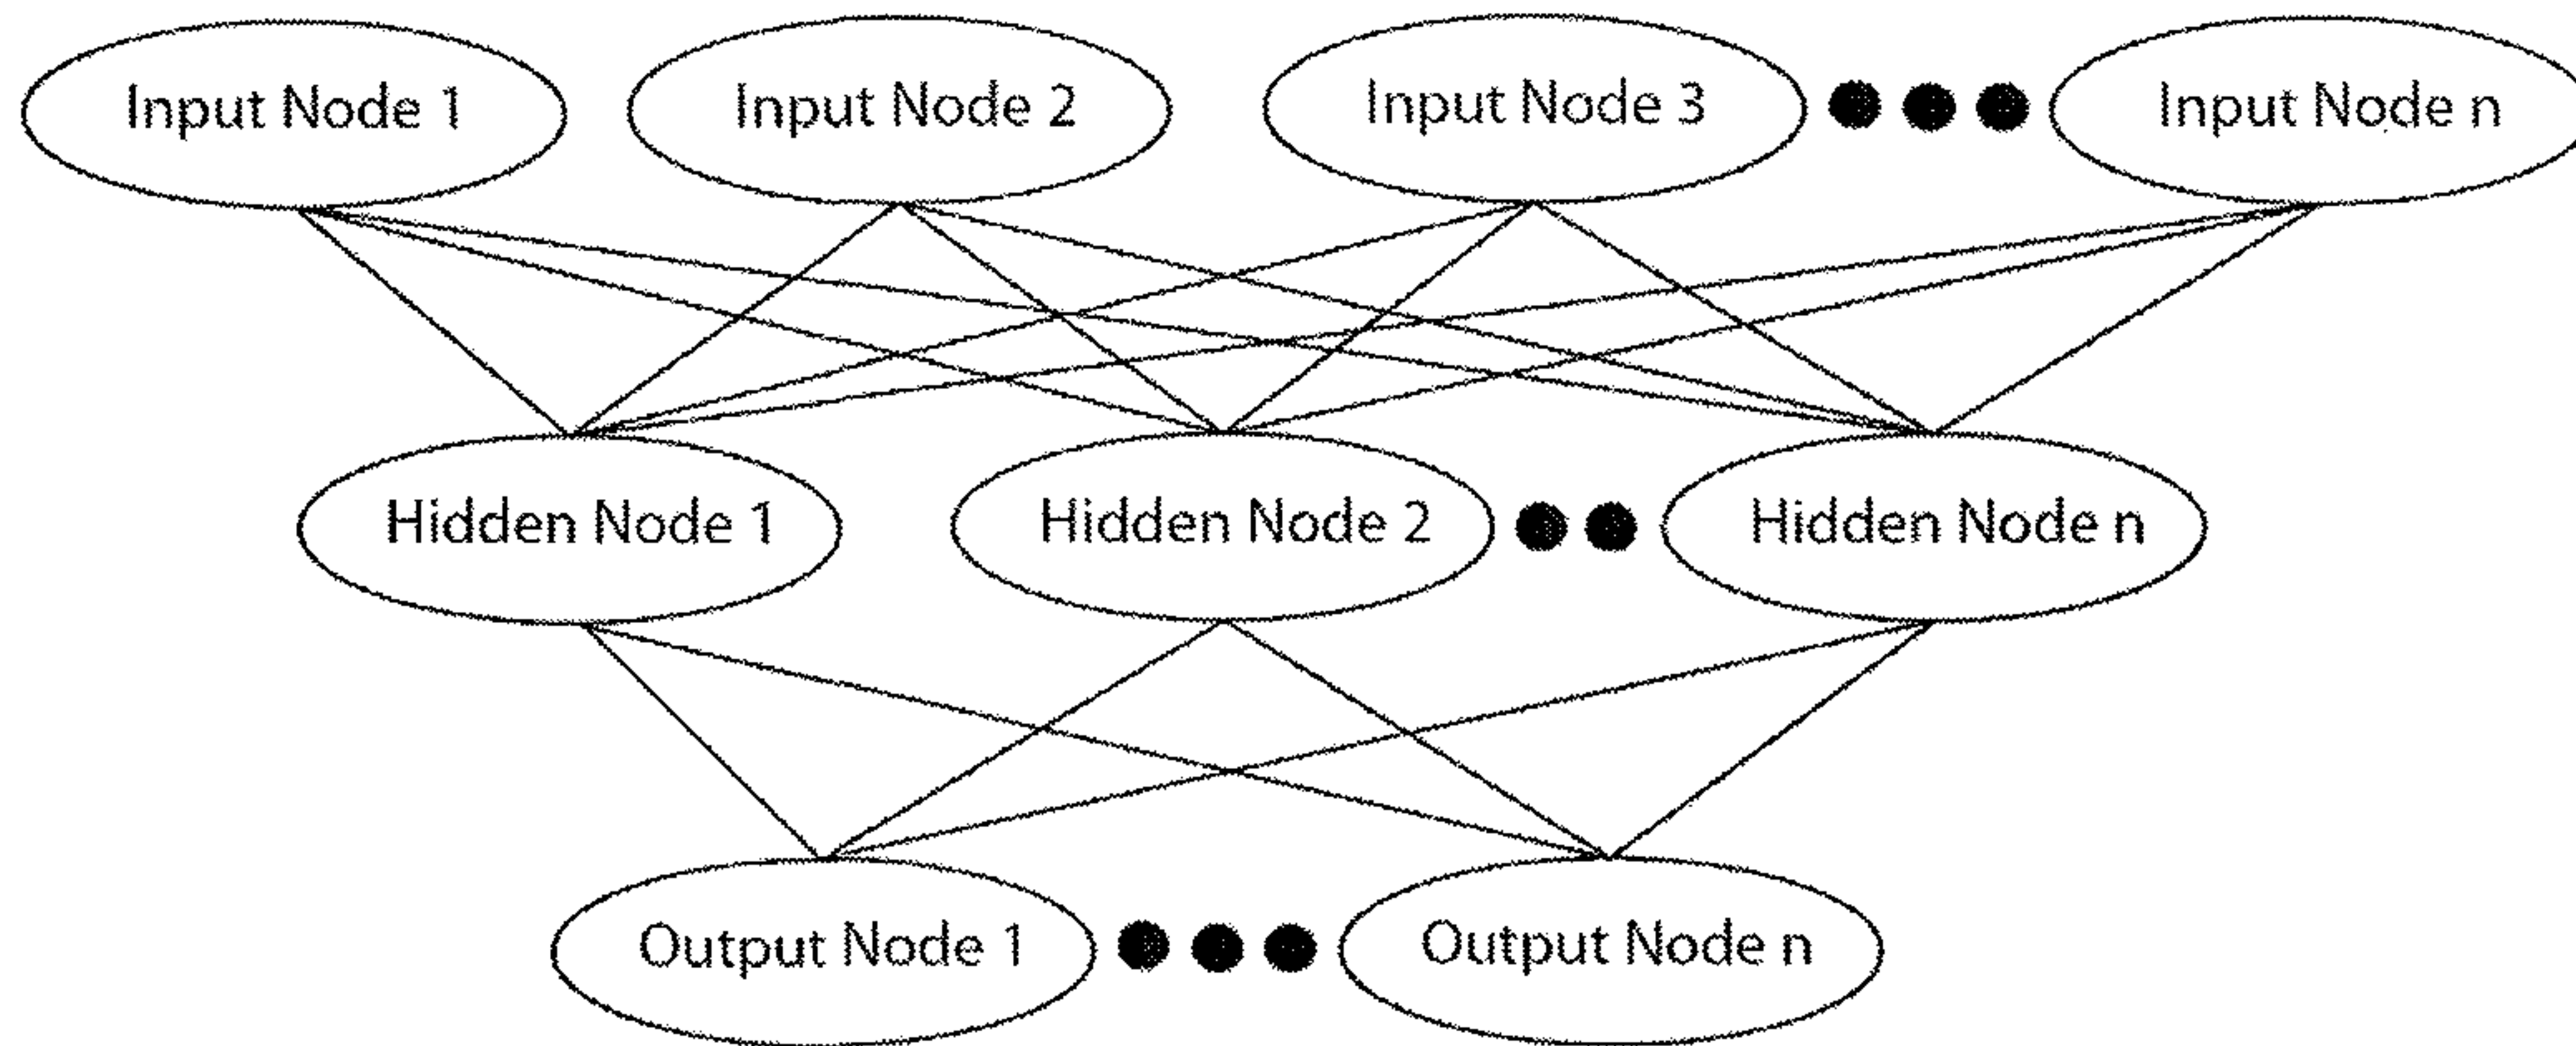 Input Node 1 Input Node 2 Input Node 3 Input Node n
Hidden Node 1 Hidden Node 2 Hidden Node n
Output Node 1 Output Node n